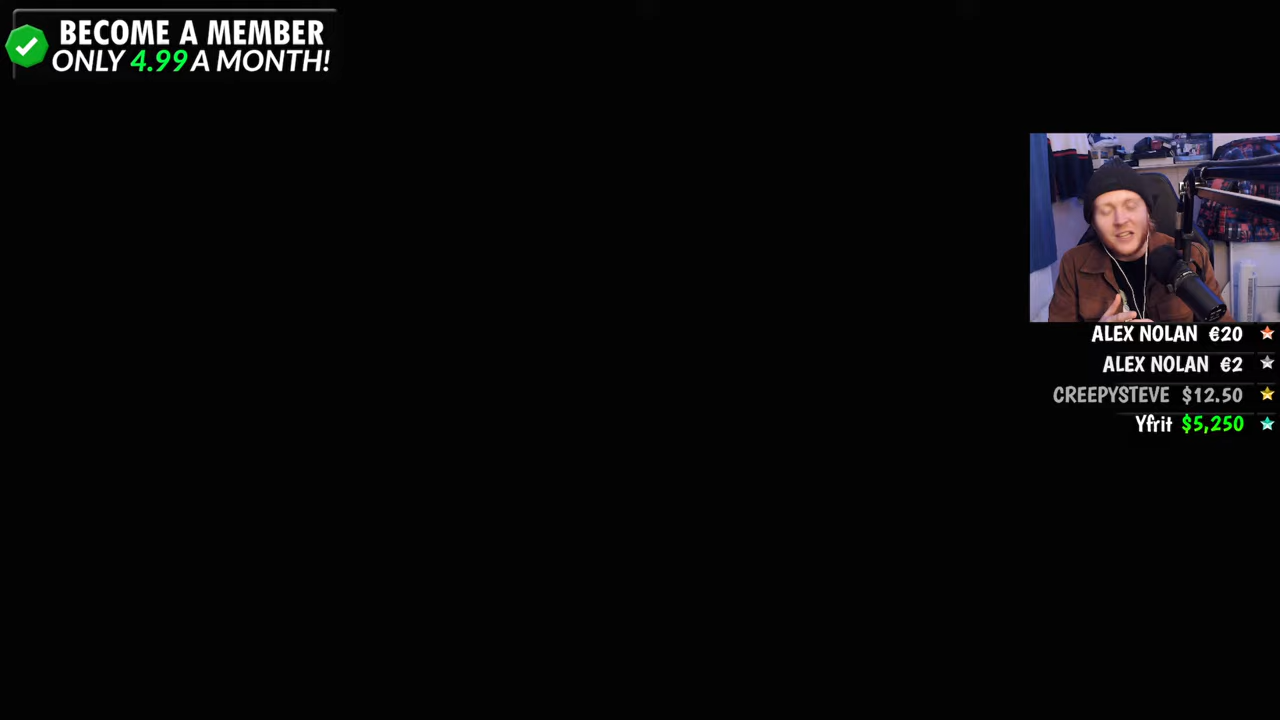 BECOME A MEMBER
ONLY 4.99 A MONTH!
ALEX NOLAN €20
ALEX NOLAN €2
CREEPYSTEVE $12.50
Yfrit $5,250